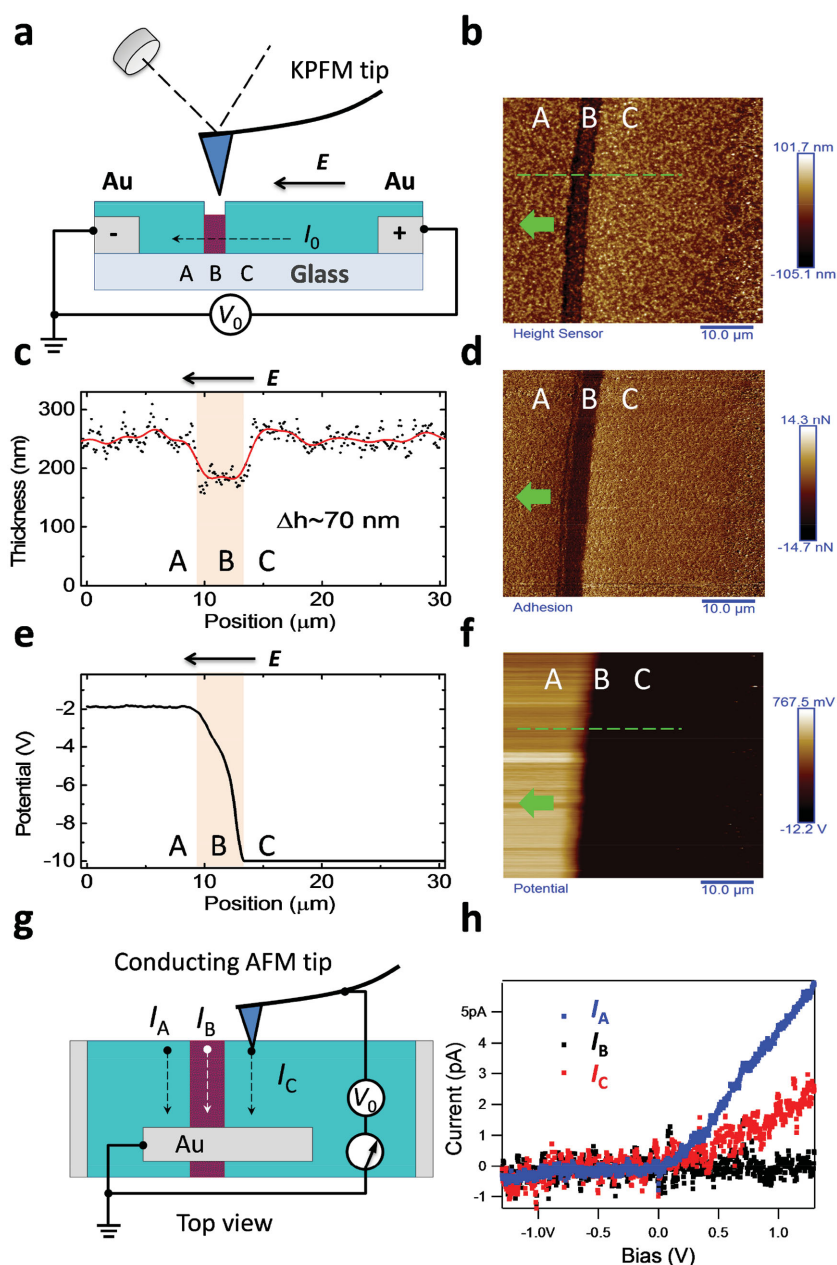 a
KPFM tip
Au
E
Au
-
I0
+
A B C
Glass
V0
b
A B C
101.7 nm
-105.1 nm
Height Sensor
10.0 µm
c
E
Thickness (nm)
300
200
100
0
Δh~70 nm
A B C
0 10 20 30
Position (µm)
d
A B C
14.3 nN
-14.7 nN
Adhesion
10.0 µm
e
E
Potential (V)
-2
-4
-6
-8
-10
A B C
0 10 20 30
Position (µm)
f
A B C
767.5 mV
-12.2 V
Potential
10.0 µm
g
Conducting AFM tip
IA
IB
IC
V0
Au
Top view
h
Current (pA)
5pA
4
3
2
1
0
-1
IA
IB
IC
-1.0V -0.5 0.0 0.5 1.0
Bias (V)